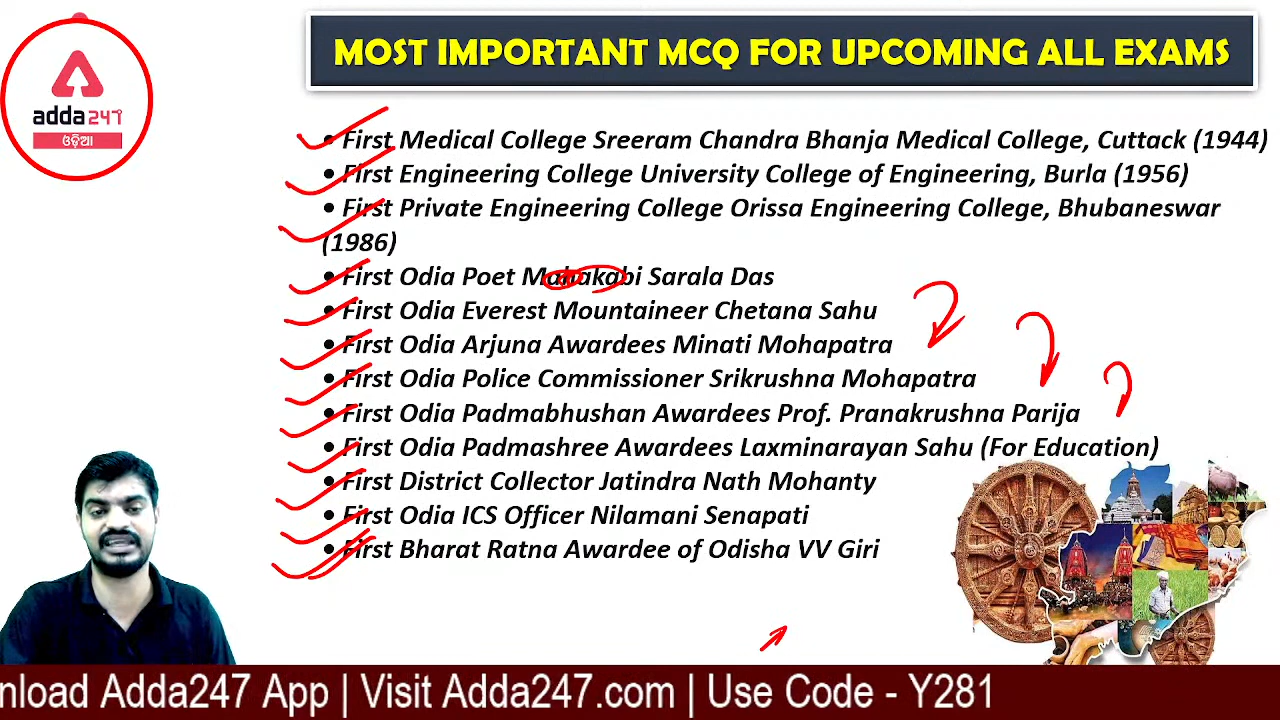 adda247
ଓଡ଼ିଆ
MOST IMPORTANT MCQ FOR UPCOMING ALL EXAMS
• First Medical College Sreeram Chandra Bhanja Medical College, Cuttack (1944)
• First Engineering College University College of Engineering, Burla (1956)
• First Private Engineering College Orissa Engineering College, Bhubaneswar
(1986)
• First Odia Poet Mahakabi Sarala Das
• First Odia Everest Mountaineer Chetana Sahu
• First Odia Arjuna Awardees Minati Mohapatra
• First Odia Police Commissioner Srikrushna Mohapatra
• First Odia Padmabhushan Awardees Prof. Pranakrushna Parija
• First Odia Padmashree Awardees Laxminarayan Sahu (For Education)
• First District Collector Jatindra Nath Mohanty
• First Odia ICS Officer Nilamani Senapati
• First Bharat Ratna Awardee of Odisha VV Giri
nload Adda247 App | Visit Adda247.com | Use Code - Y281